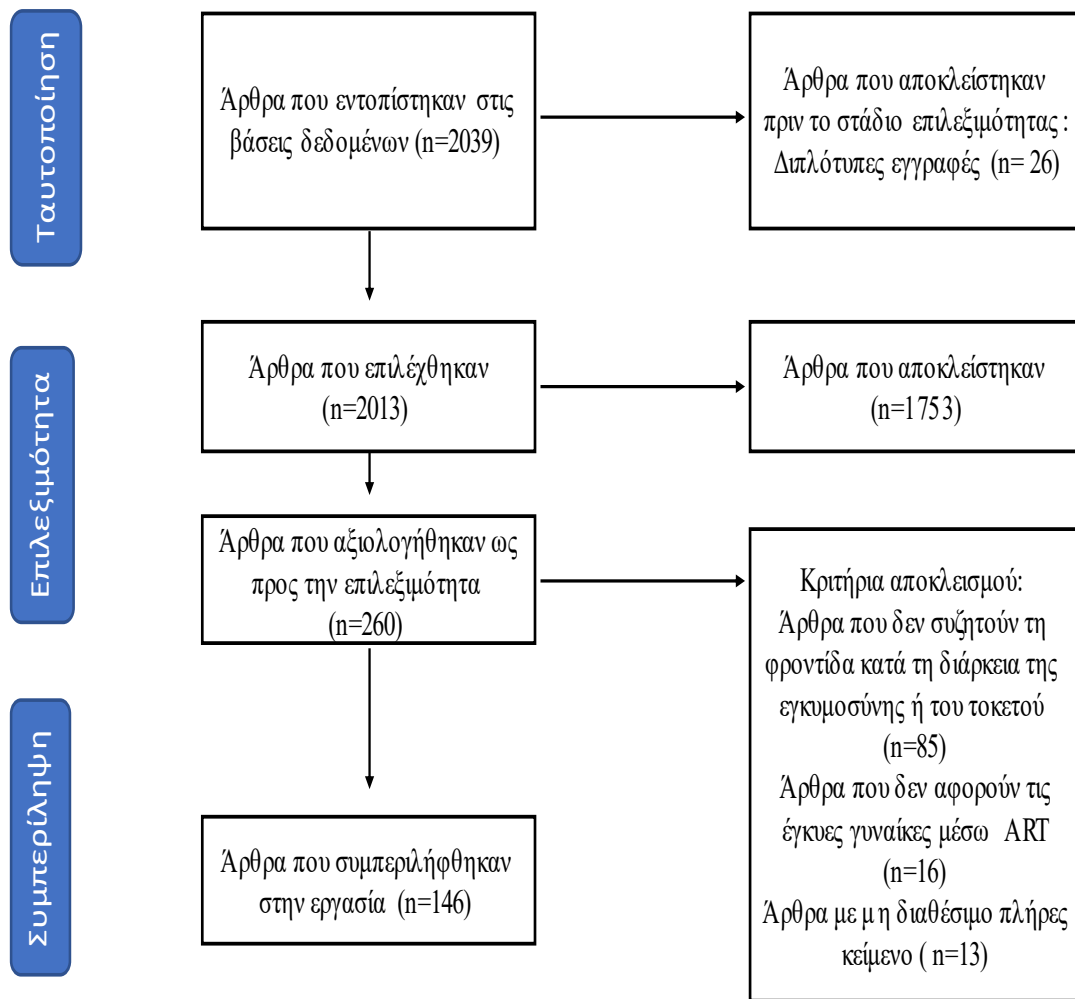 Ταυτοποίηση
Άρθρα που εντοπίστηκαν στις
βάσεις δεδομένων (n=2039)
Άρθρα που αποκλείστηκαν
πριν το στάδιο επιλεξιμότητας :
Διπλότυπες εγγραφές (n= 26)
Επιλεξιμότητα
Άρθρα που επιλέχθηκαν
(n=2013)
Άρθρα που αποκλείστηκαν
(n=1753)
Άρθρα που αξιολογήθηκαν ως
προς την επιλεξιμότητα
(n=260)
Κριτήρια αποκλεισμού:
Άρθρα που δεν συζητούν τη
φροντίδα κατά τη διάρκεια της
εγκυμοσύνης ή του τοκετού
(n=85)
Άρθρα που δεν αφορούν τις
έγκυες γυναίκες μέσω ART
(n=16)
Άρθρα με μη διαθέσιμο πλήρες
κείμενο ( n=13)
Συμπερίληψη
Άρθρα που συμπεριλήφθηκαν
στην εργασία (n=146)